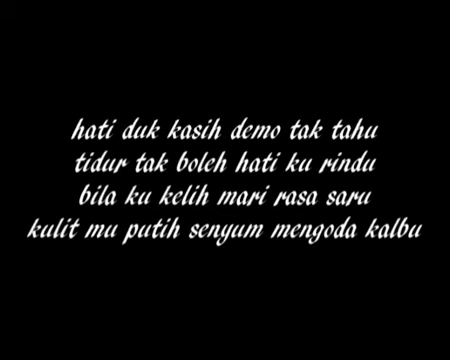 hati duk kasih demo tak tahu
tidur tak boleh hati ku rindu
bila ku kelih mari rasa saru
kulit mu putih senyum mengoda kalbu